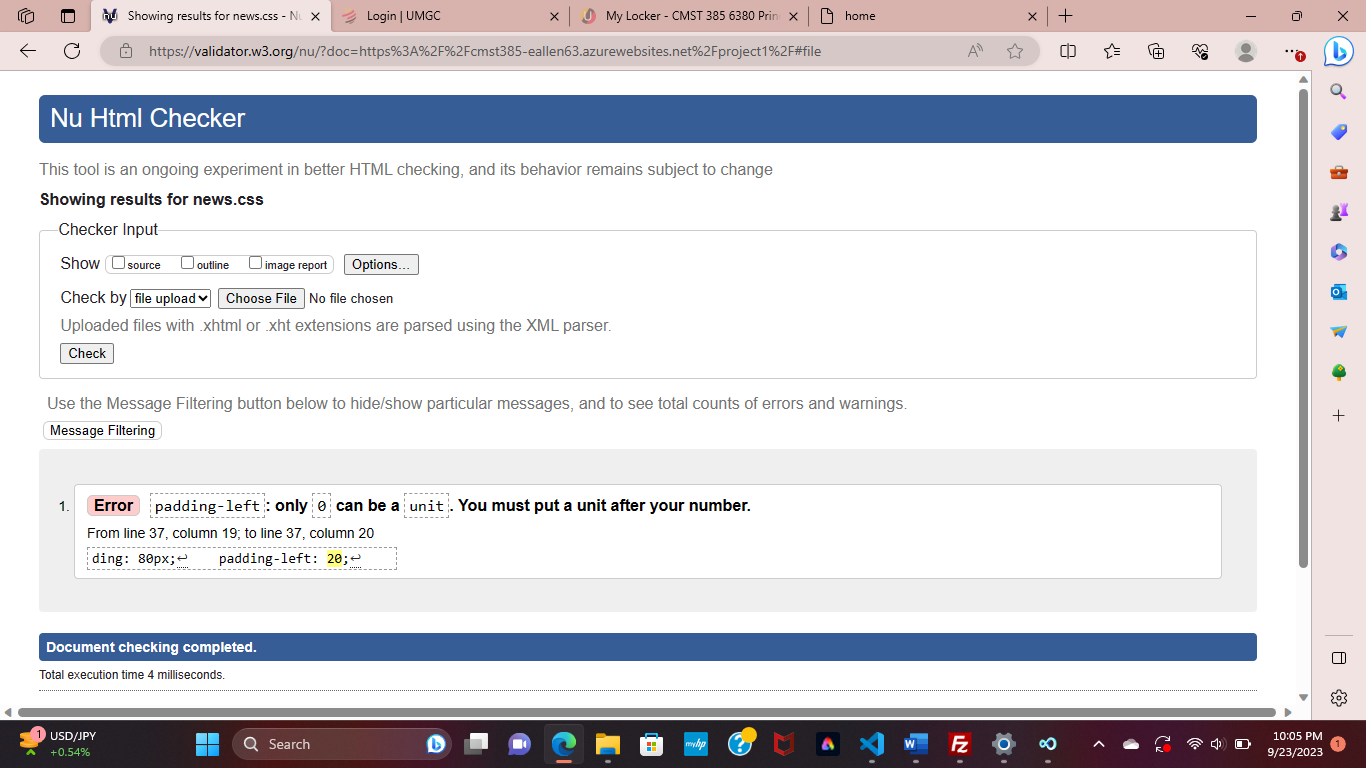 Showing results for news.css - Nu
Login | UMGC
My Locker - CMST 385 6380 Prin
home
https://validator.w3.org/nu/?doc=https%3A%2F%2Fcmst385-eallen63.azurewebsites.net%2Fproject1%2F#file
Nu Html Checker
This tool is an ongoing experiment in better HTML checking, and its behavior remains subject to change
Showing results for news.css
Checker Input
Show source outline image report Options...
Check by file upload Choose File No file chosen
Uploaded files with .xhtml or .xht extensions are parsed using the XML parser.
Check
Use the Message Filtering button below to hide/show particular messages, and to see total counts of errors and warnings.
Message Filtering
1. Error padding-left: only 0 can be a unit. You must put a unit after your number.
From line 37, column 19; to line 37, column 20
ding: 80px;↩ padding-left: 20;↩
Document checking completed.
Total execution time 4 milliseconds.
1 USD/JPY
+0.54%
Search
myhp
10:05 PM
9/23/2023
1